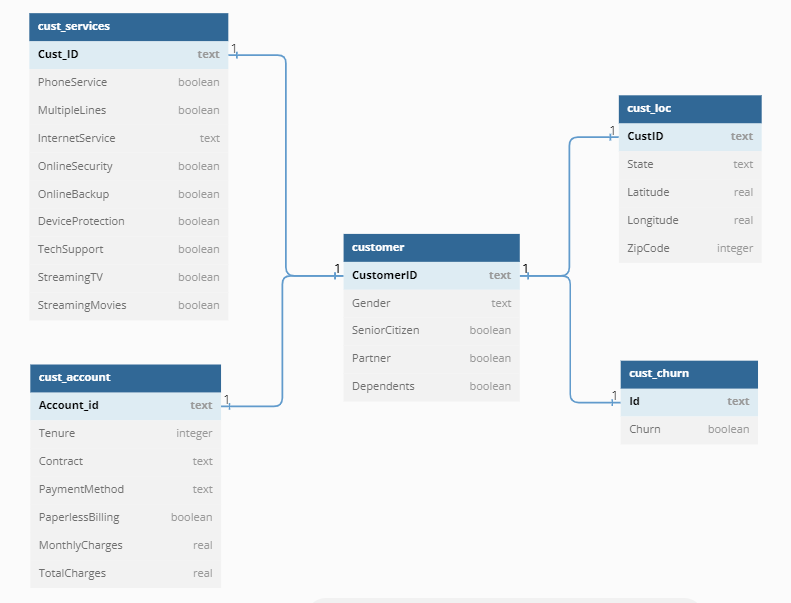 cust_services
Cust_ID text
PhoneService boolean
MultipleLines boolean
InternetService text
OnlineSecurity boolean
OnlineBackup boolean
DeviceProtection boolean
TechSupport boolean
StreamingTV boolean
StreamingMovies boolean
1
cust_account
Account_id text
Tenure integer
Contract text
PaymentMethod text
PaperlessBilling boolean
MonthlyCharges real
TotalCharges real
1
1
customer
CustomerID text
Gender text
SeniorCitizen boolean
Partner boolean
Dependents boolean
1
1
cust_loc
CustID text
State text
Latitude real
Longitude real
ZipCode integer
1
cust_churn
Id text
Churn boolean